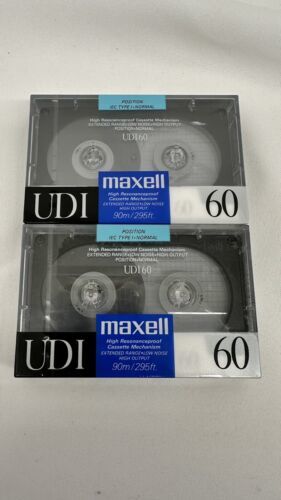 POSITION
IEC TYPE I•NORMAL
High Resonanceproof Cassette Mechanism
EXTENDED RANGE•LOW NOISE•HIGH OUTPUT
POSITION•NORMAL
UDI 60
maxell
High Resonanceproof
Cassette Mechanism
EXTENDED RANGE•LOW NOISE
HIGH OUTPUT
90m/295ft.
UDI
60
POSITION
IEC TYPE I•NORMAL
High Resonanceproof Cassette Mechanism
EXTENDED RANGE•LOW NOISE•HIGH OUTPUT
POSITION•NORMAL
UDI 60
maxell
High Resonanceproof
Cassette Mechanism
EXTENDED RANGE•LOW NOISE
HIGH OUTPUT
90m/295ft.
UDI
60